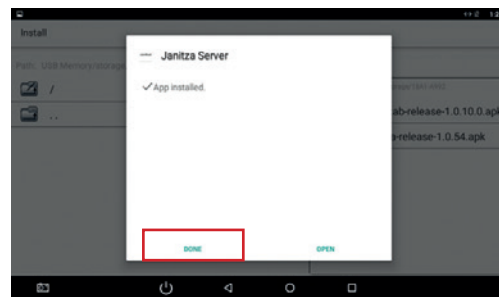 Install
Janitza Server
Path: USB Memory/storage
App installed.
/
..
ab-release-1.0.10.0.apk
a-release-1.0.54.apk
DONE
OPEN